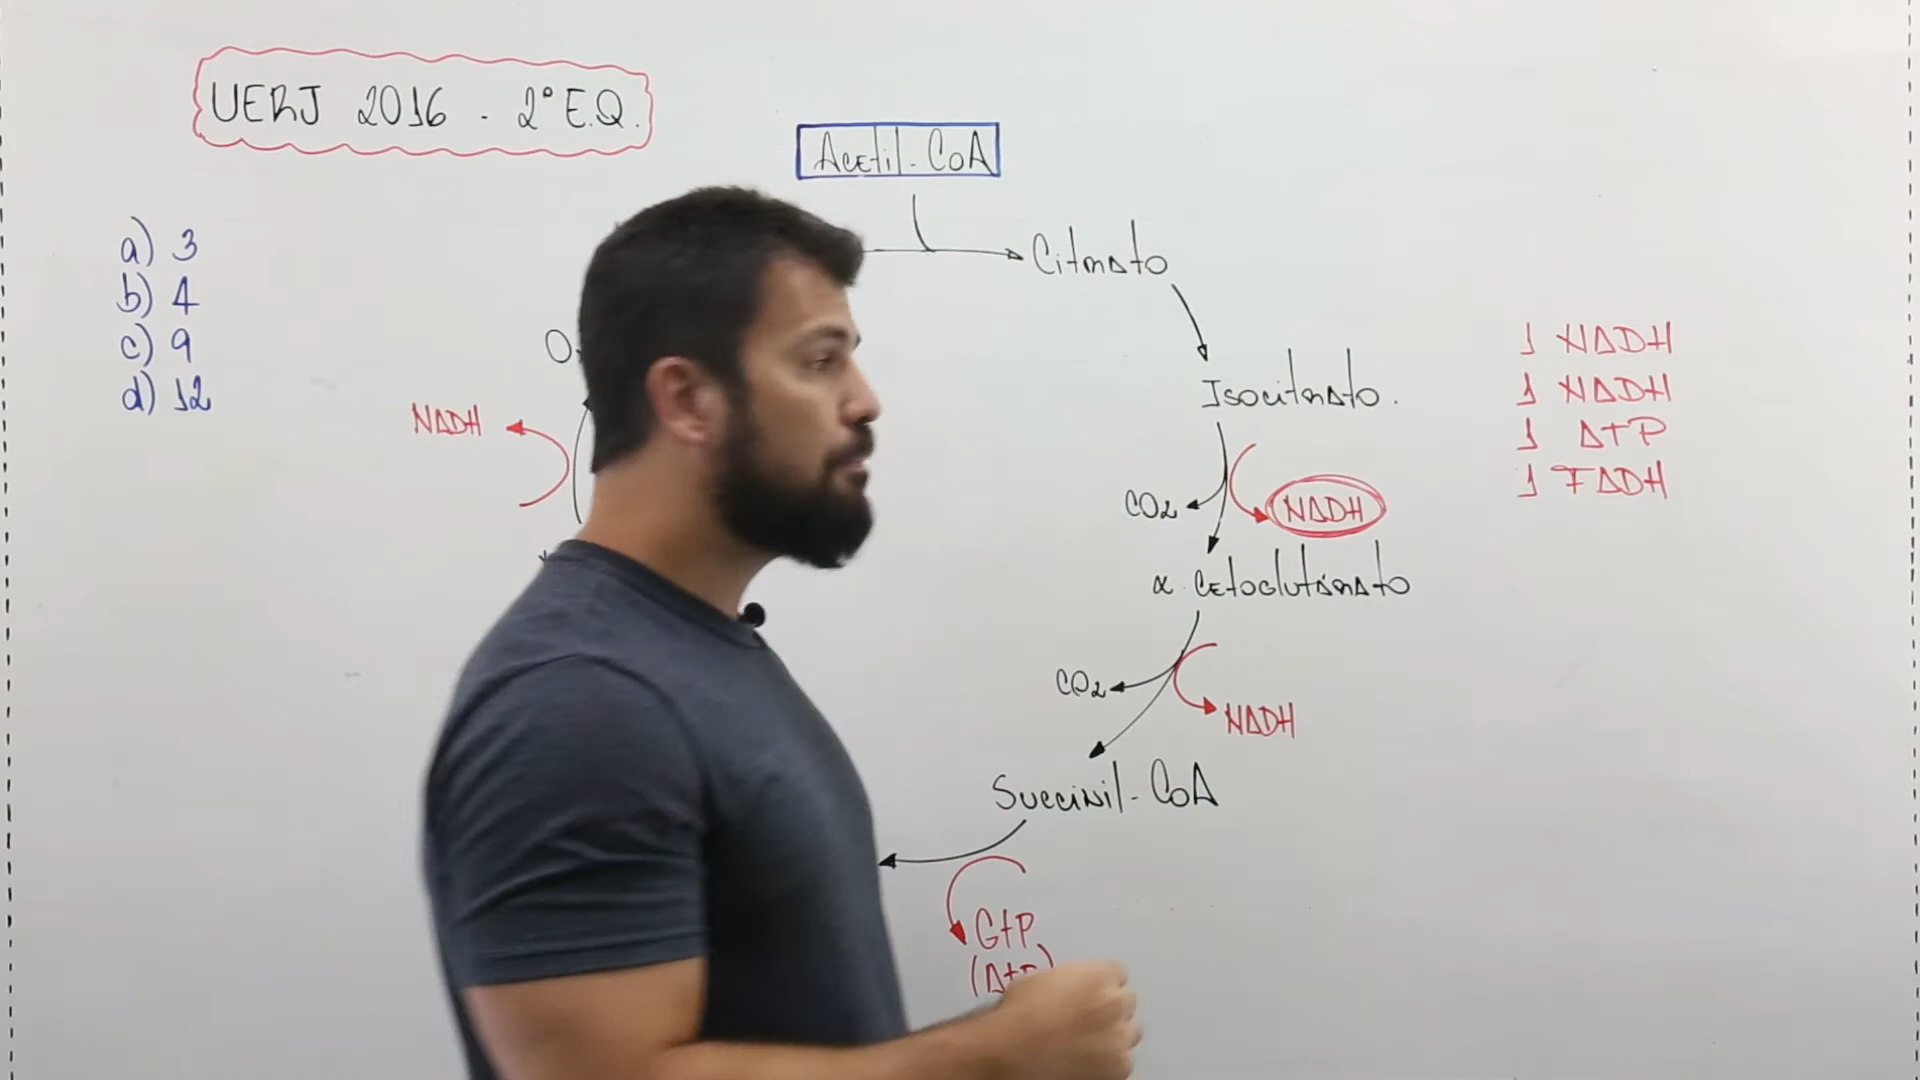 UERJ 2016 - 2° E.Q.
Acetil-CoA
a) 3
b) 4
c) 9
d) 12
Citrato
Isocitrato.
NADH
CO2
NADH
α cetoglutárato
CO2
NADH
Succinil-CoA
GTP
1 NADH
1 NADH
1 ATP
1 FADH